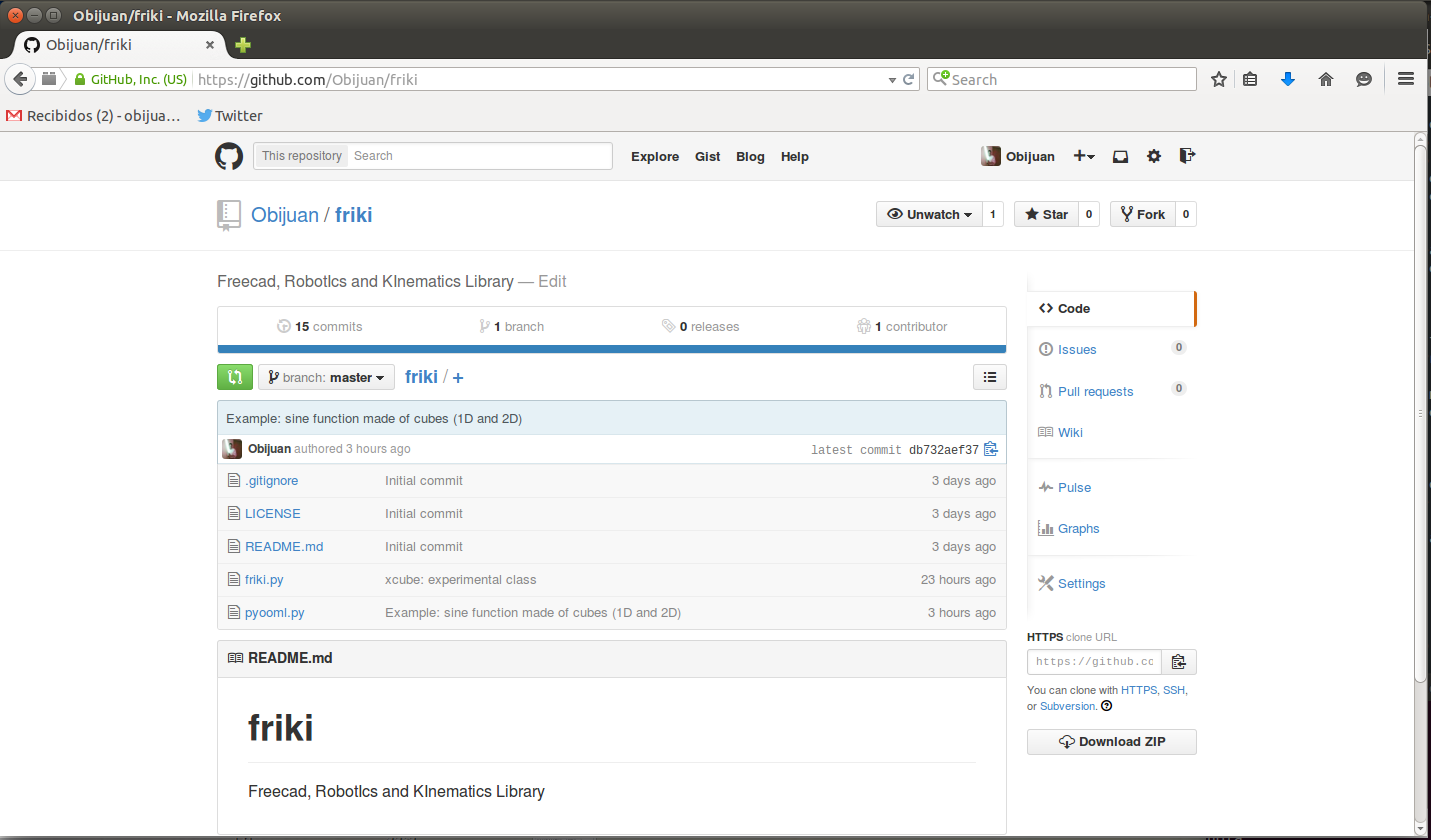 Obijuan/friki - Mozilla Firefox
Obijuan/friki
GitHub, Inc. (US) https://github.com/Obijuan/friki Search
Recibidos (2) - obijua... Twitter
This repository Search Explore Gist Blog Help Obijuan
Obijuan / friki Unwatch 1 Star 0 Fork 0
Freecad, RobotIcs and KInematics Library — Edit
15 commits 1 branch 0 releases 1 contributor
branch: master friki / +
Example: sine function made of cubes (1D and 2D)
Obijuan authored 3 hours ago latest commit db732aef37
.gitignore Initial commit 3 days ago
LICENSE Initial commit 3 days ago
README.md Initial commit 3 days ago
friki.py xcube: experimental class 23 hours ago
pyooml.py Example: sine function made of cubes (1D and 2D) 3 hours ago
README.md
friki
Freecad, RobotIcs and KInematics Library
Code
Issues 0
Pull requests 0
Wiki
Pulse
Graphs
Settings
HTTPS clone URL
https://github.cc
You can clone with HTTPS, SSH,
or Subversion.
Download ZIP